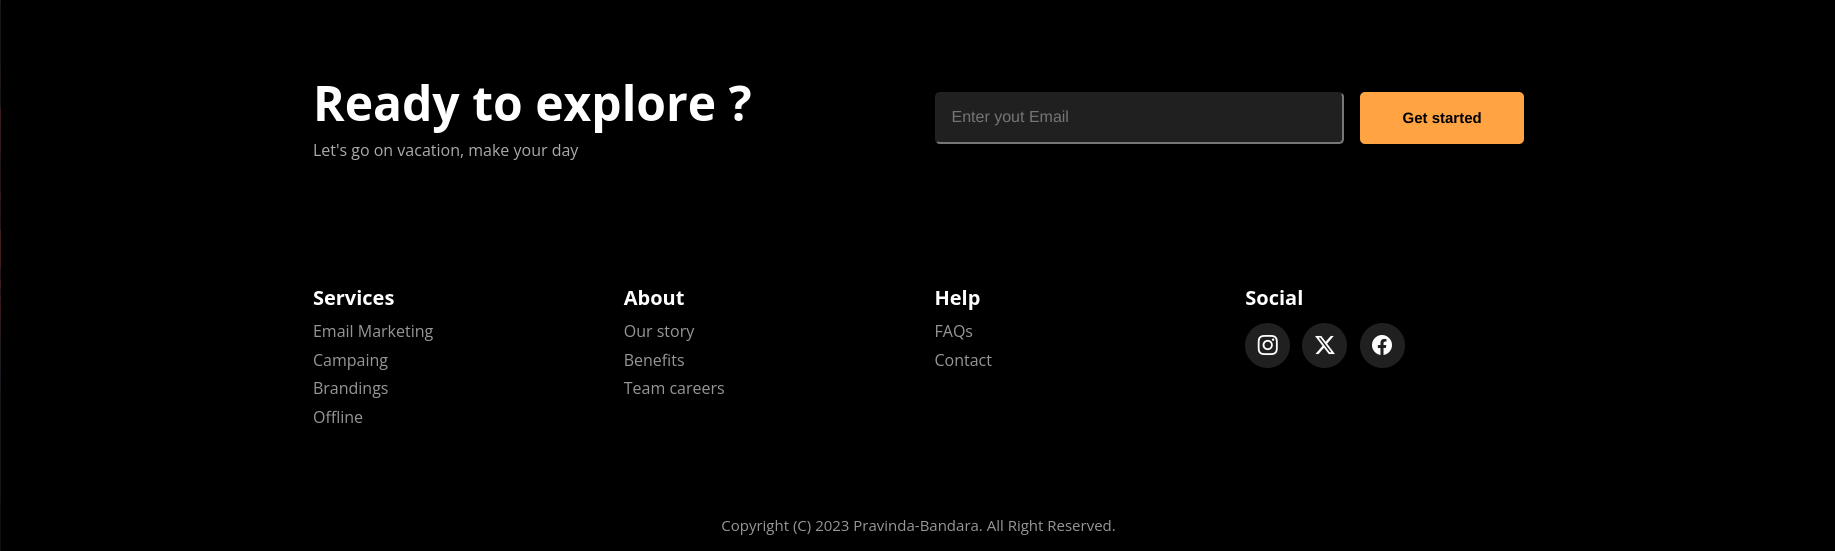 Ready to explore ?
Let's go on vacation, make your day
Enter yout Email
Get started
Services
Email Marketing
Campaing
Brandings
Offline
About
Our story
Benefits
Team careers
Help
FAQs
Contact
Social
Copyright (C) 2023 Pravinda-Bandara. All Right Reserved.